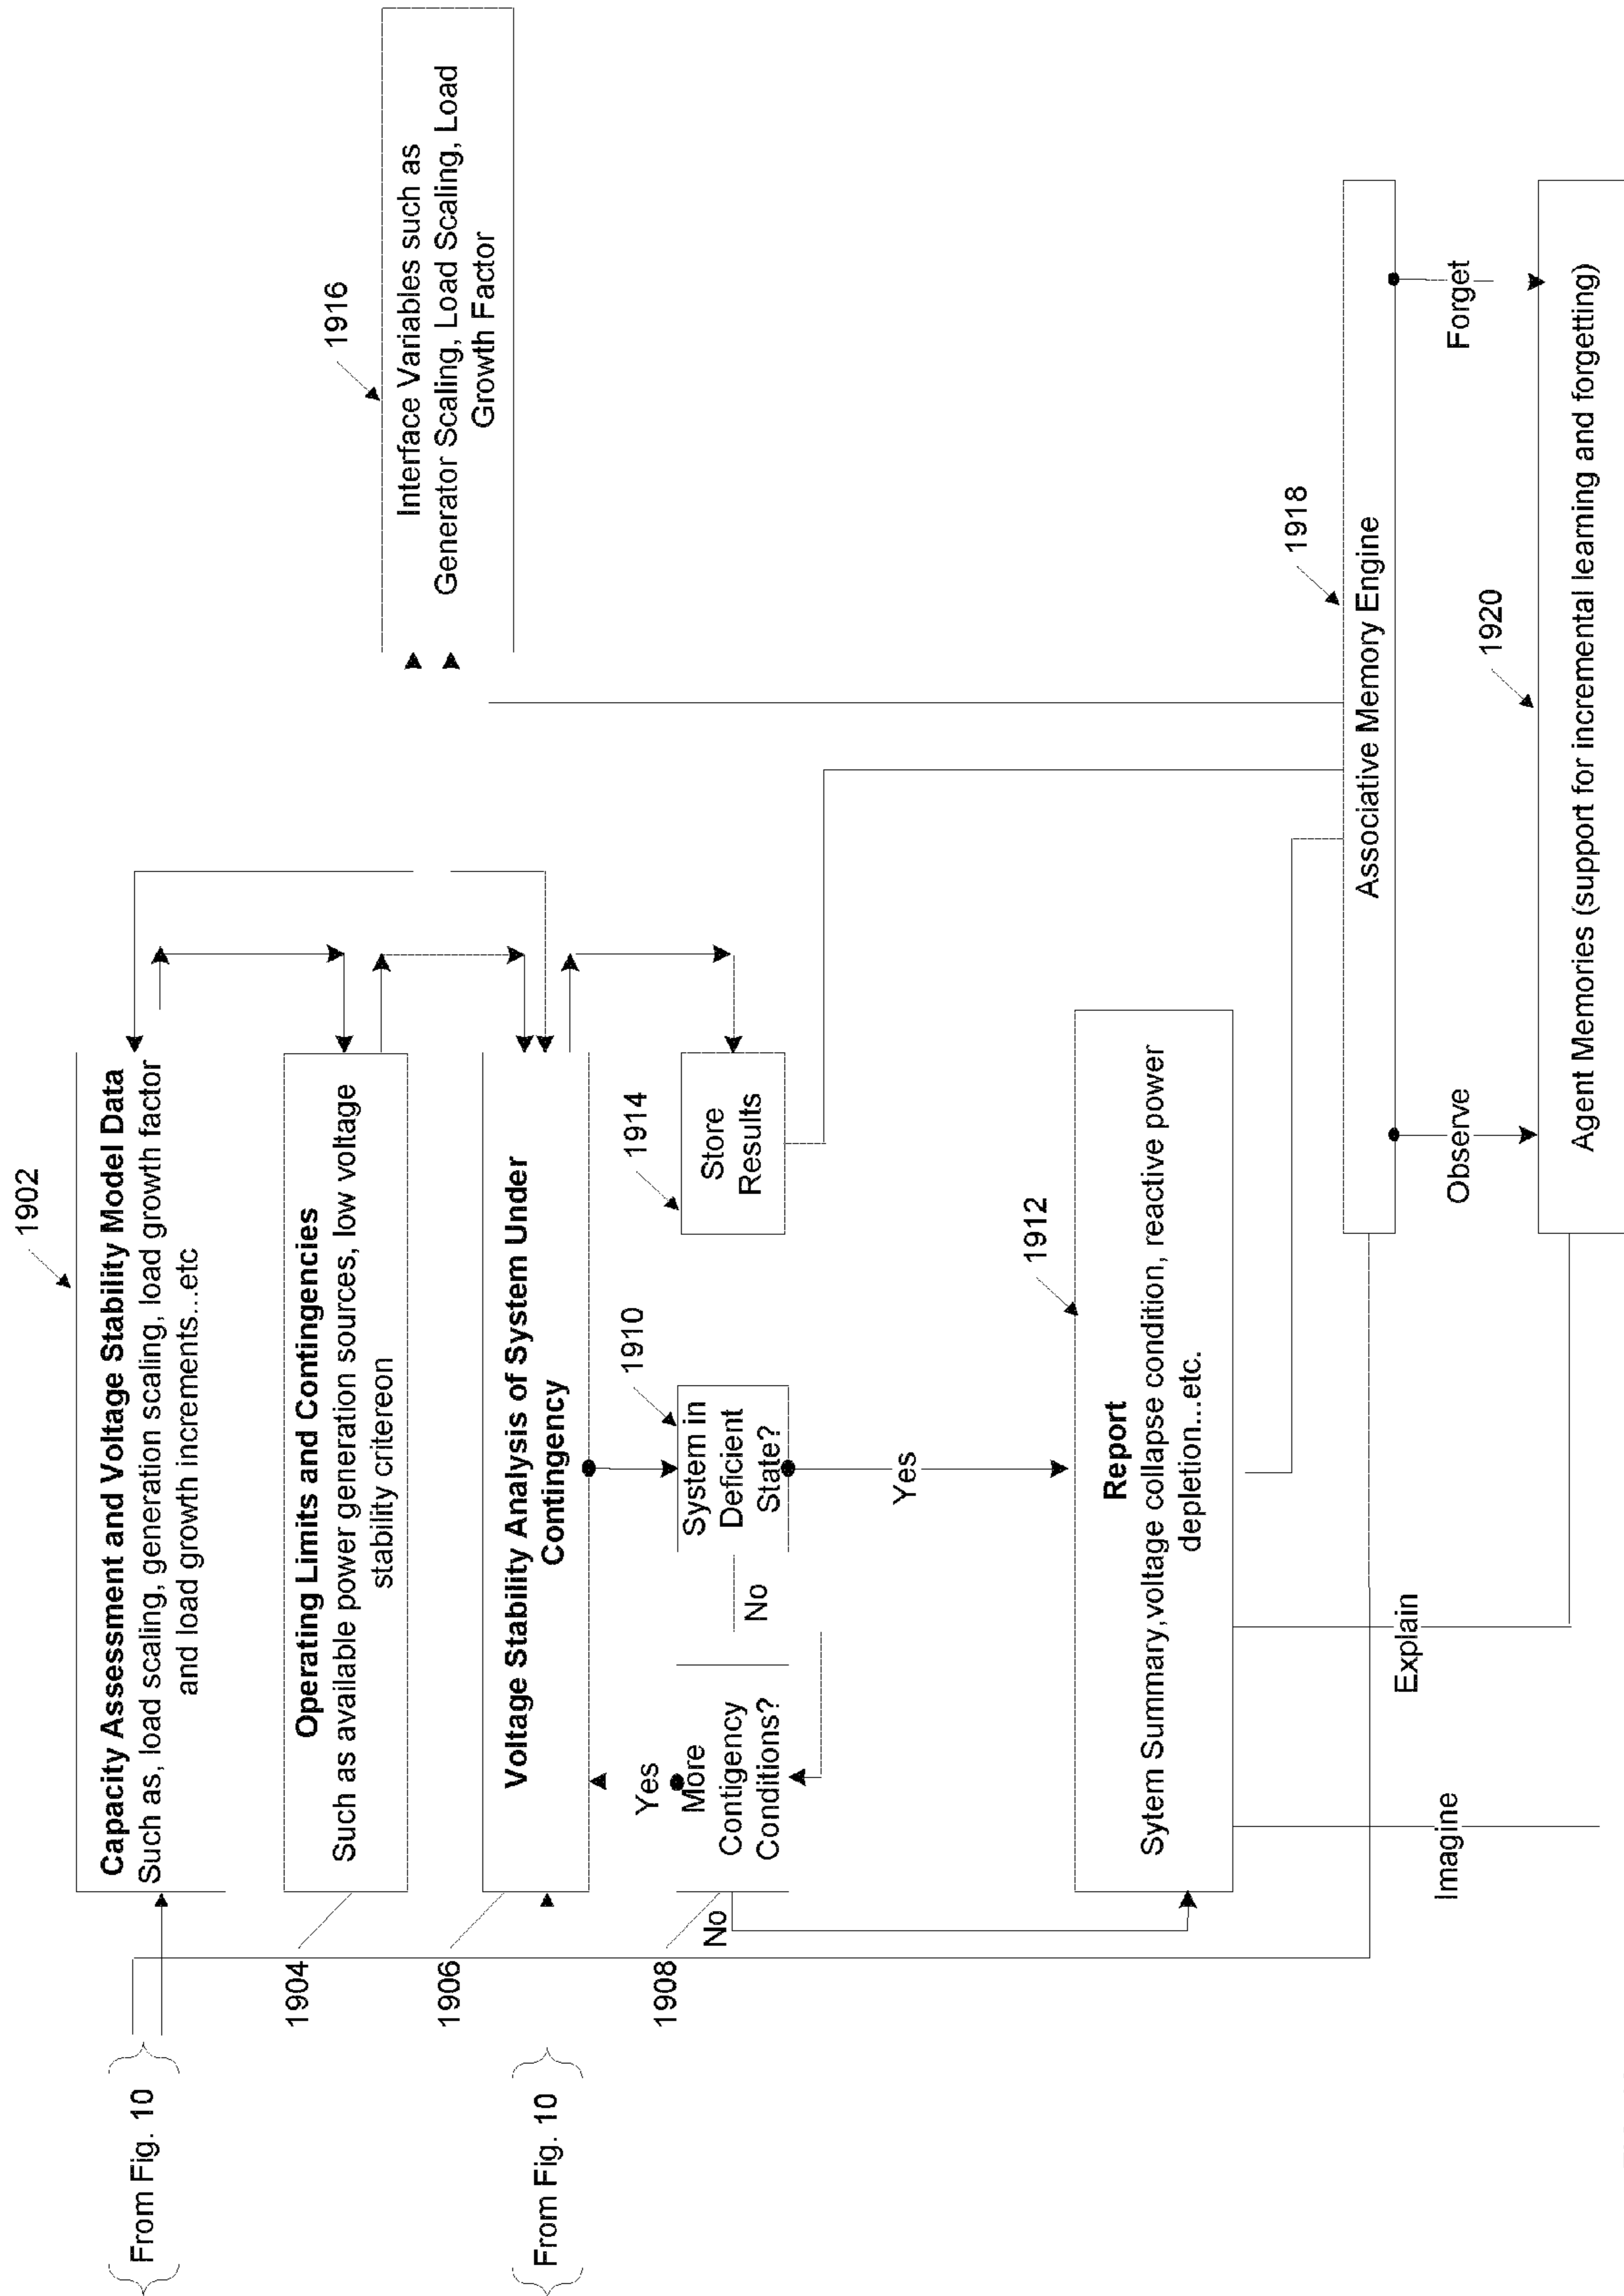 1902
Capacity Assessment and Voltage Stability Model Data
Such as, load scaling, generation scaling, load growth factor
and load growth increments...etc
From Fig. 10
1904
Operating Limits and Contingencies
Such as available power generation sources, low voltage
stability critereon
1916
Interface Variables such as
Generator Scaling, Load Scaling, Load
Growth Factor
1906
Voltage Stability Analysis of System Under
Contingency
From Fig. 10
1908
Yes
More
Contigency
Conditions?
No
No
1910
System in
Deficient
State?
Yes
1914
Store
Results
1912
Report
Sytem Summary,voltage collapse condition, reactive power
depletion...etc.
1918
Associative Memory Engine
Imagine
Explain
Observe
Forget
1920
Agent Memories (support for incremental learning and forgetting)